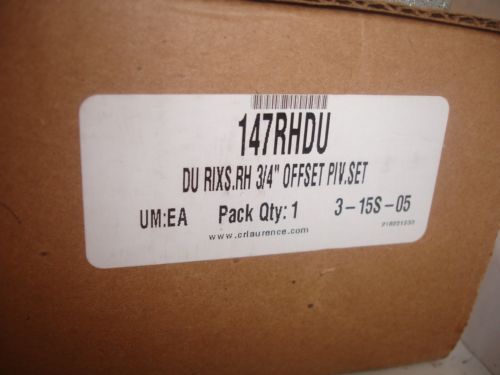 147RHDU
DU RIXS.RH 3/4" OFFSET PIV.SET
UM:EA Pack Qty: 1 3-15S-05
www.crlaurence.com